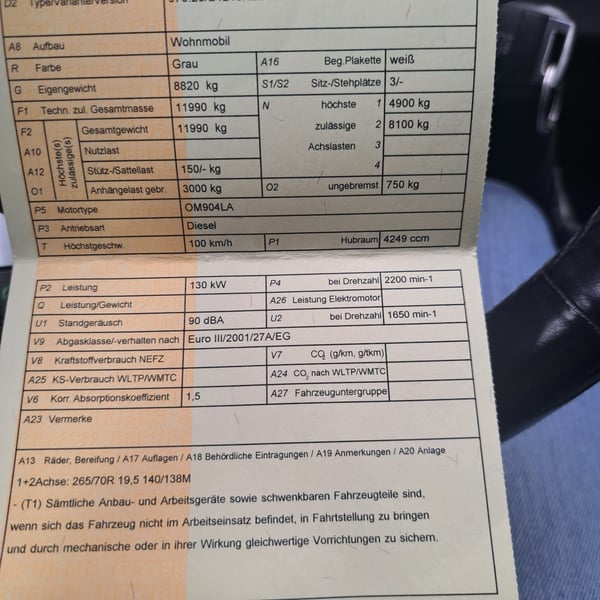 D2 Type/Variante/Version
A8 Aufbau Wohnmobil
R Farbe Grau A16 Beg.Plakette weiß
G Eigengewicht 8820 kg S1/S2 Sitz-/Stehplätze 3/-
F1 Techn. zul. Gesamtmasse 11990 kg N höchste 1 4900 kg
F2 Höchste(s) zulässige(s) Gesamtgewicht 11990 kg zulässige 2 8100 kg
A10 Nutzlast Achslasten 3
A12 Stütz-/Sattellast 150/- kg 4
O1 Anhängelast gebr. 3000 kg O2 ungebremst 750 kg
P5 Motortype OM904LA
P3 Antriebsart Diesel
T Höchstgeschw. 100 km/h P1 Hubraum 4249 ccm
P2 Leistung 130 kW P4 bei Drehzahl 2200 min-1
Q Leistung/Gewicht A26 Leistung Elektromotor
U1 Standgeräusch 90 dBA U2 bei Drehzahl 1650 min-1
V9 Abgasklasse/-verhalten nach Euro III/2001/27A/EG
V8 Kraftstoffverbrauch NEFZ V7 CO₂ (g/km, g/tkm)
A25 KS-Verbrauch WLTP/WMTC A24 CO₂ nach WLTP/WMTC
V6 Korr. Absorptionskoeffizient 1,5 A27 Fahrzeuguntergruppe
A23 Vermerke
A13 Räder, Bereifung / A17 Auflagen / A18 Behördliche Eintragungen / A19 Anmerkungen / A20 Anlage
1+2Achse: 265/70R 19,5 140/138M
- (T1) Sämtliche Anbau- und Arbeitsgeräte sowie schwenkbaren Fahrzeugteile sind,
wenn sich das Fahrzeug nicht im Arbeitseinsatz befindet, in Fahrtstellung zu bringen
und durch mechanische oder in ihrer Wirkung gleichwertige Vorrichtungen zu sichern.